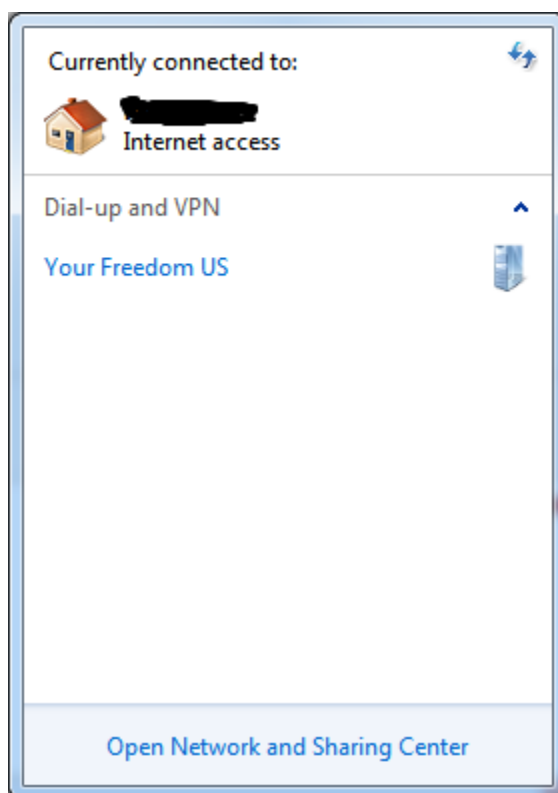 Currently connected to:
Internet access
Dial-up and VPN
Your Freedom US
Open Network and Sharing Center